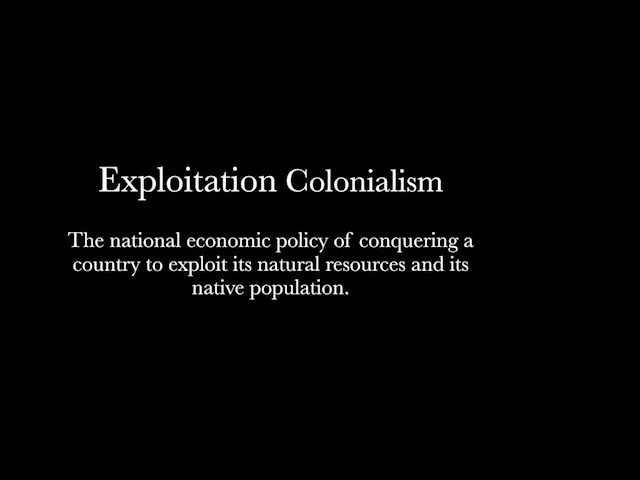 Exploitation Colonialism
The national economic policy of conquering a
country to exploit its natural resources and its
native population.